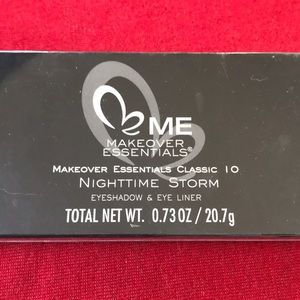 ME
MAKEOVER
ESSENTIALS®
MAKEOVER ESSENTIALS CLASSIC 10
NIGHTTIME STORM
EYESHADOW & EYE LINER
TOTAL NET WT. 0.73 OZ / 20.7g